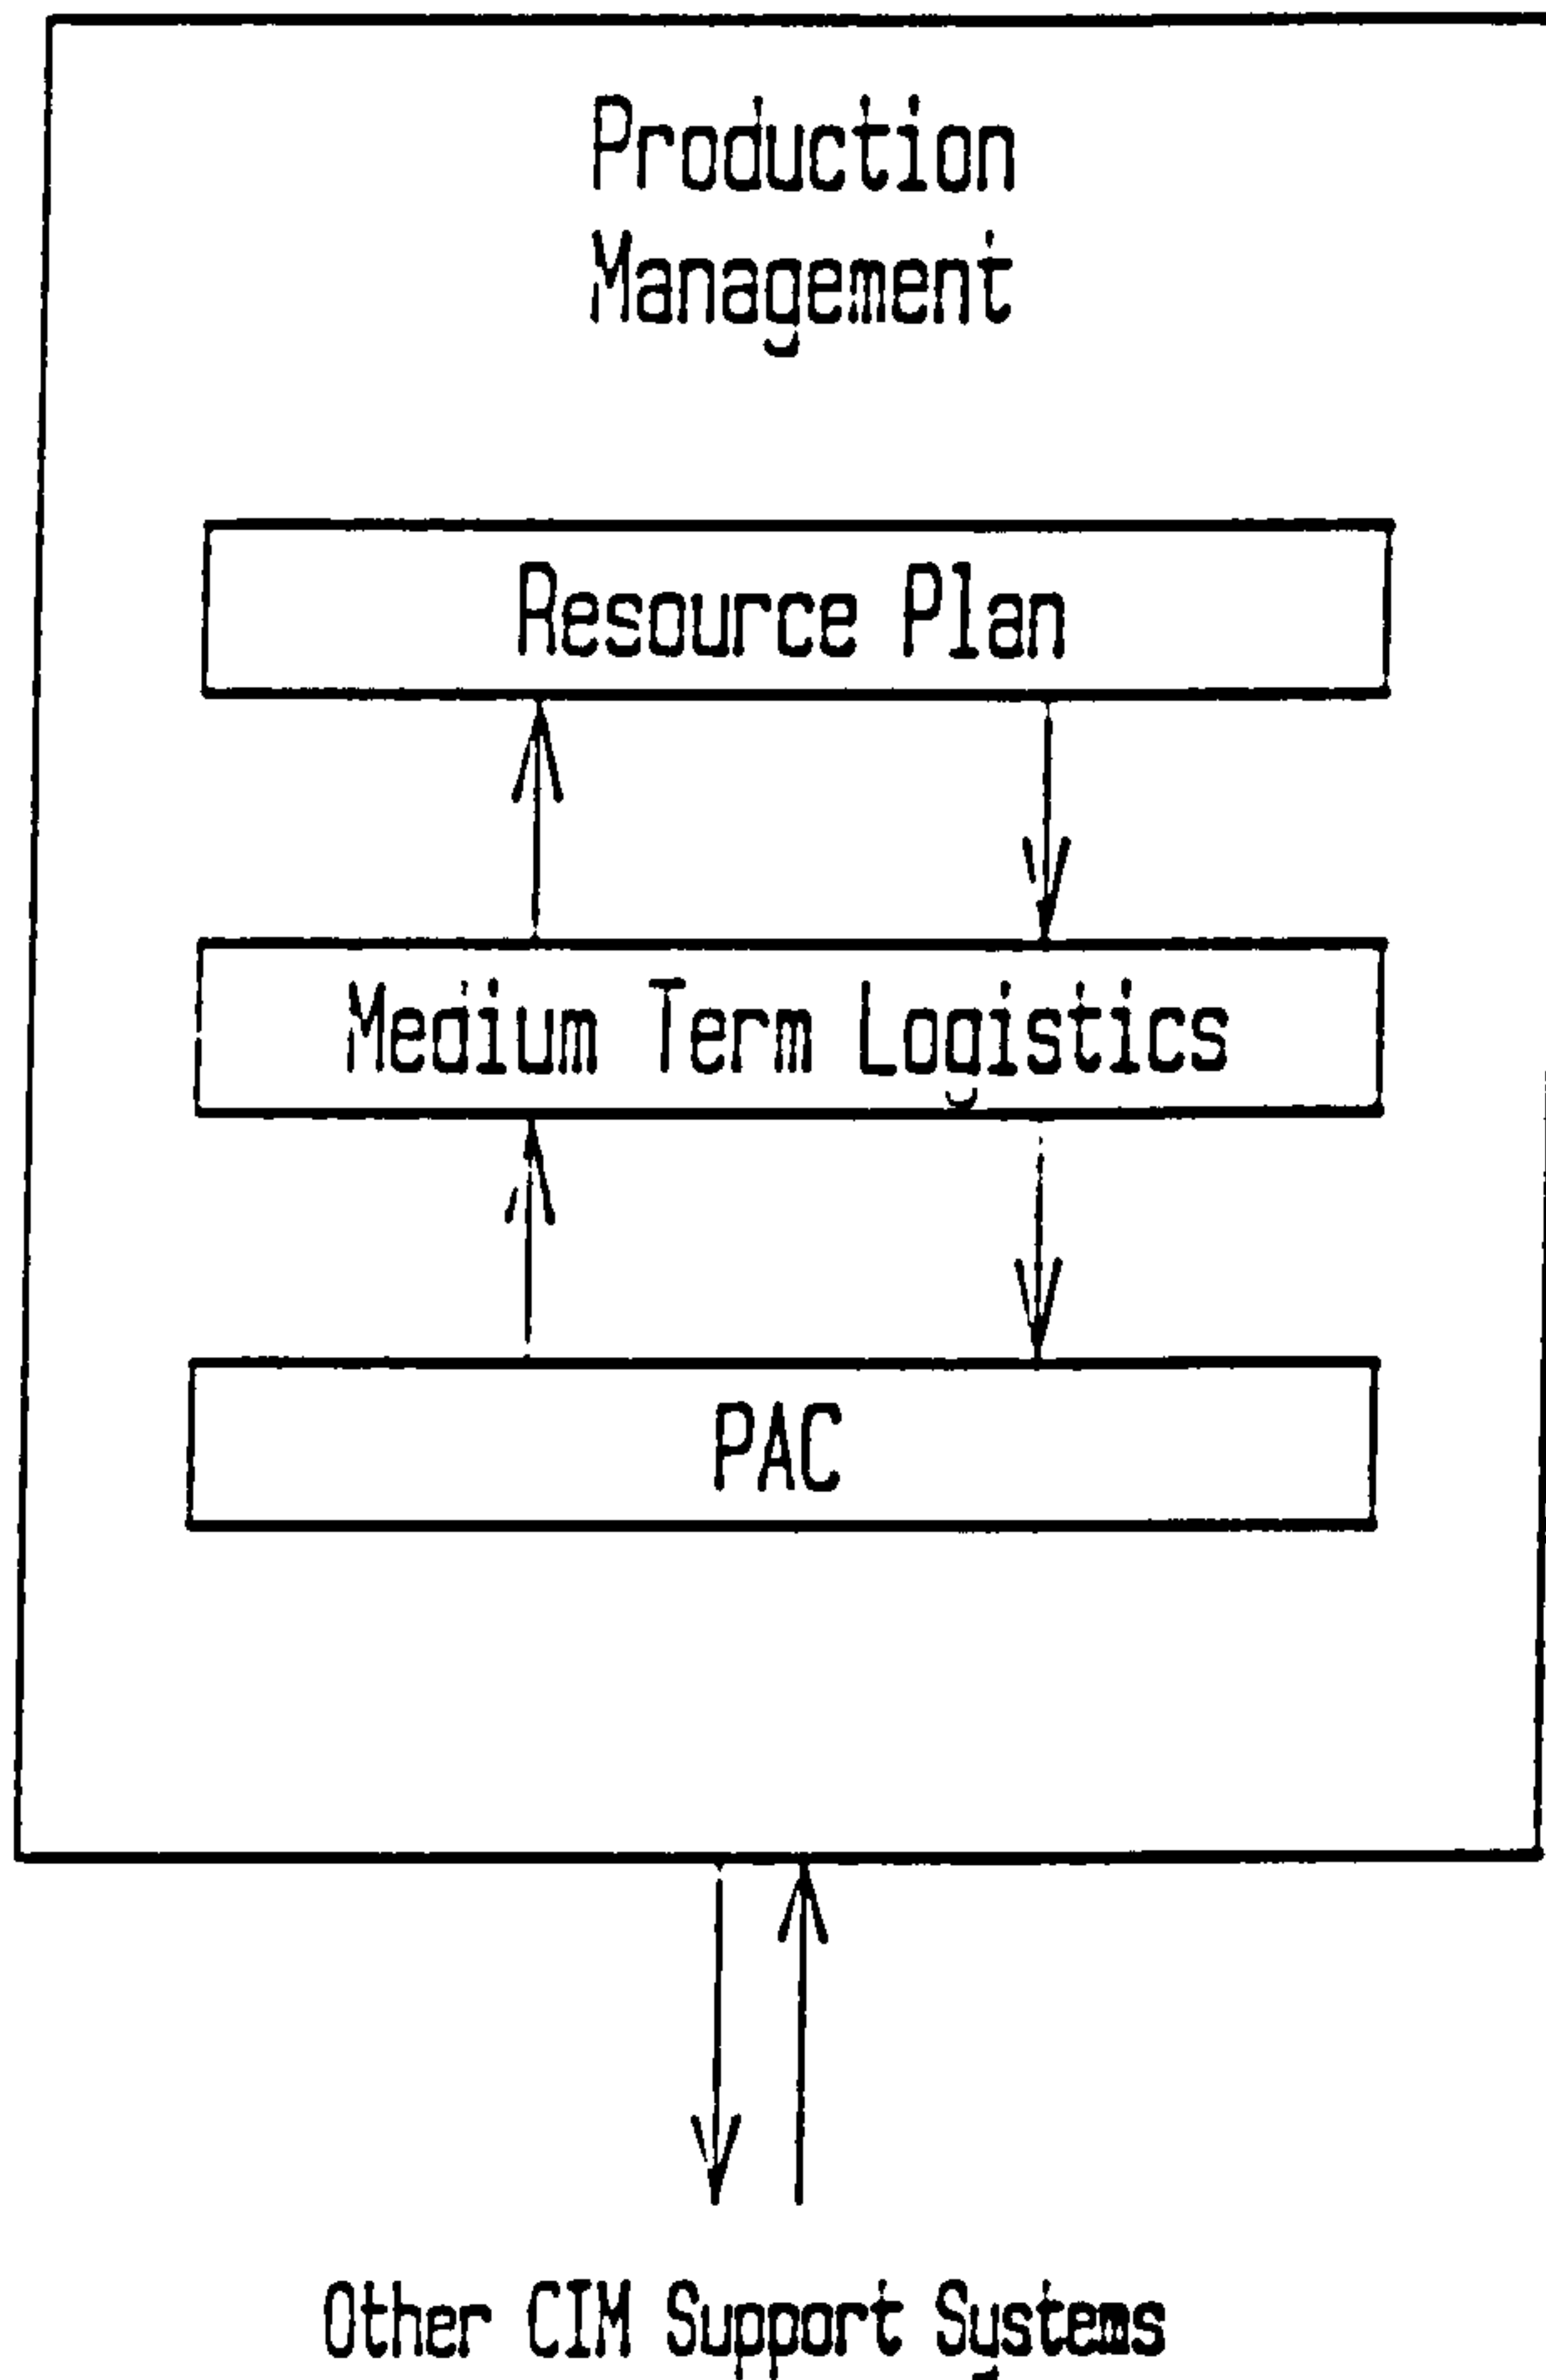 Production
Management
Resource Plan
Medium Term Logistics
PAC
Other CIM Support Systems